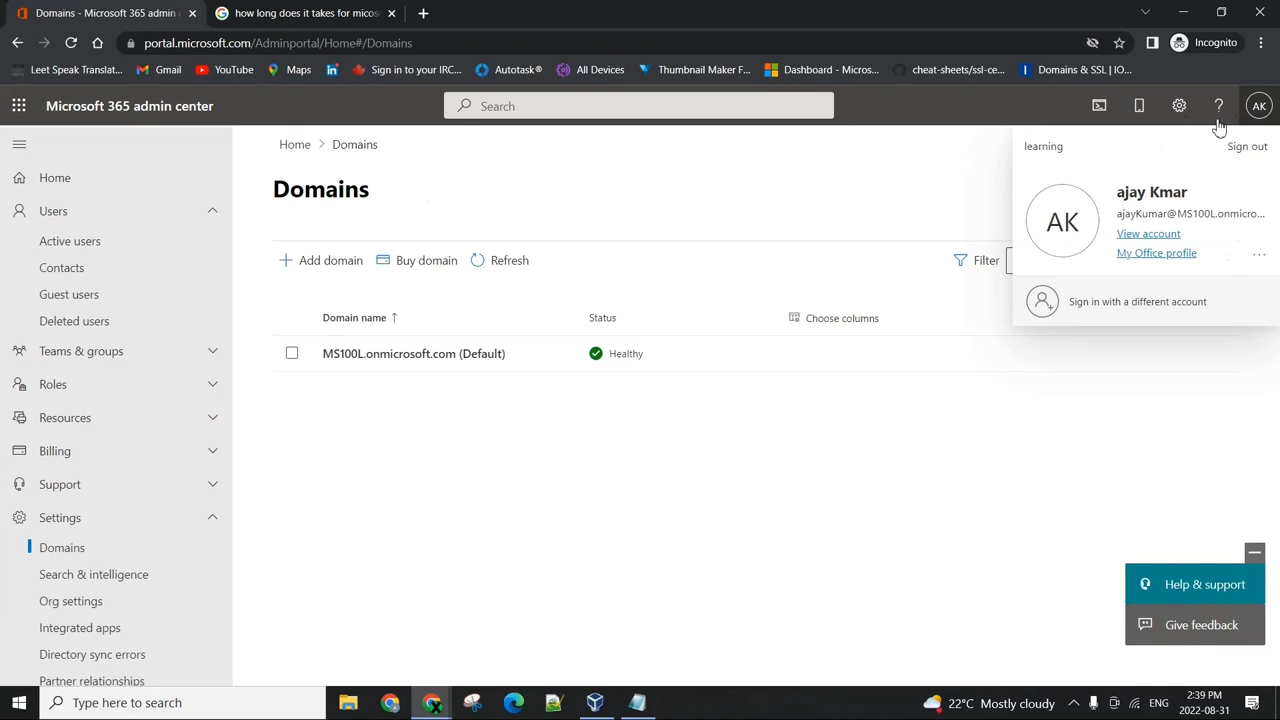 Domains - Microsoft 365 admin cen
how long does it takes for micros
portal.microsoft.com/Adminportal/Home#/Domains
Incognito
Leet Speak Translat...
Gmail
YouTube
Maps
Sign in to your IRC...
Autotask®
All Devices
Thumbnail Maker F...
Dashboard - Micros...
cheat-sheets/ssl-ce...
Domains & SSL | IO...
Microsoft 365 admin center
Search
AK
Home > Domains
Domains
Add domain
Buy domain
Refresh
Filter
Domain name ↑
Status
Choose columns
MS100L.onmicrosoft.com (Default)
Healthy
learning
Sign out
AK
ajay Kmar
ajayKumar@MS100L.onmicro...
View account
My Office profile
Sign in with a different account
Home
Users
Active users
Contacts
Guest users
Deleted users
Teams & groups
Roles
Resources
Billing
Support
Settings
Domains
Search & intelligence
Org settings
Integrated apps
Directory sync errors
Partner relationships
Help & support
Give feedback
Type here to search
22°C Mostly cloudy
ENG
2:39 PM
2022-08-31